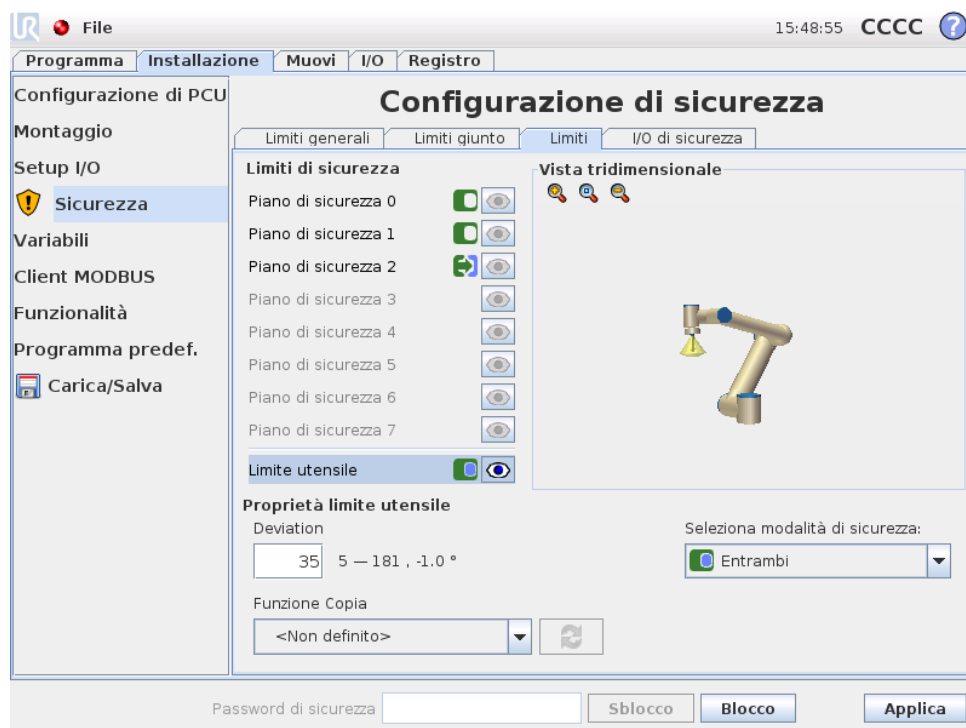 UR File 15:48:55 CCCC ?
Programma Installazione Muovi I/O Registro
Configurazione di PCU
Montaggio
Setup I/O
Sicurezza
Variabili
Client MODBUS
Funzionalità
Programma predef.
Carica/Salva
Configurazione di sicurezza
Limiti generali Limiti giunto Limiti I/O di sicurezza
Limiti di sicurezza
Piano di sicurezza 0
Piano di sicurezza 1
Piano di sicurezza 2
Piano di sicurezza 3
Piano di sicurezza 4
Piano di sicurezza 5
Piano di sicurezza 6
Piano di sicurezza 7
Limite utensile
Vista tridimensionale
Proprietà limite utensile
Deviation
35 5 — 181 , -1.0 °
Seleziona modalità di sicurezza:
Entrambi
Funzione Copia
<Non definito>
Password di sicurezza Sblocco Blocco Applica